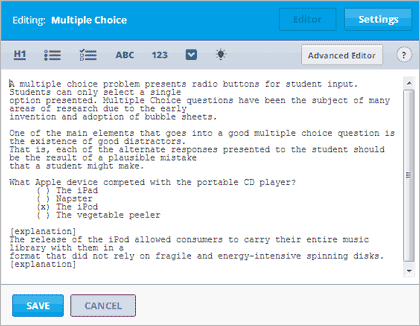 Editing: Multiple Choice
Editor
Settings
H1
ABC
123
Advanced Editor
?
A multiple choice problem presents radio buttons for student input.
Students can only select a single
option presented. Multiple Choice questions have been the subject of many
areas of research due to the early
invention and adoption of bubble sheets.
One of the main elements that goes into a good multiple choice question is
the existence of good distractors.
That is, each of the alternate responses presented to the student should
be the result of a plausible mistake
that a student might make.
What Apple device competed with the portable CD player?
( ) The iPad
( ) Napster
(x) The iPod
( ) The vegetable peeler
[explanation]
The release of the iPod allowed consumers to carry their entire music
library with them in a
format that did not rely on fragile and energy-intensive spinning disks.
[explanation]
SAVE
CANCEL